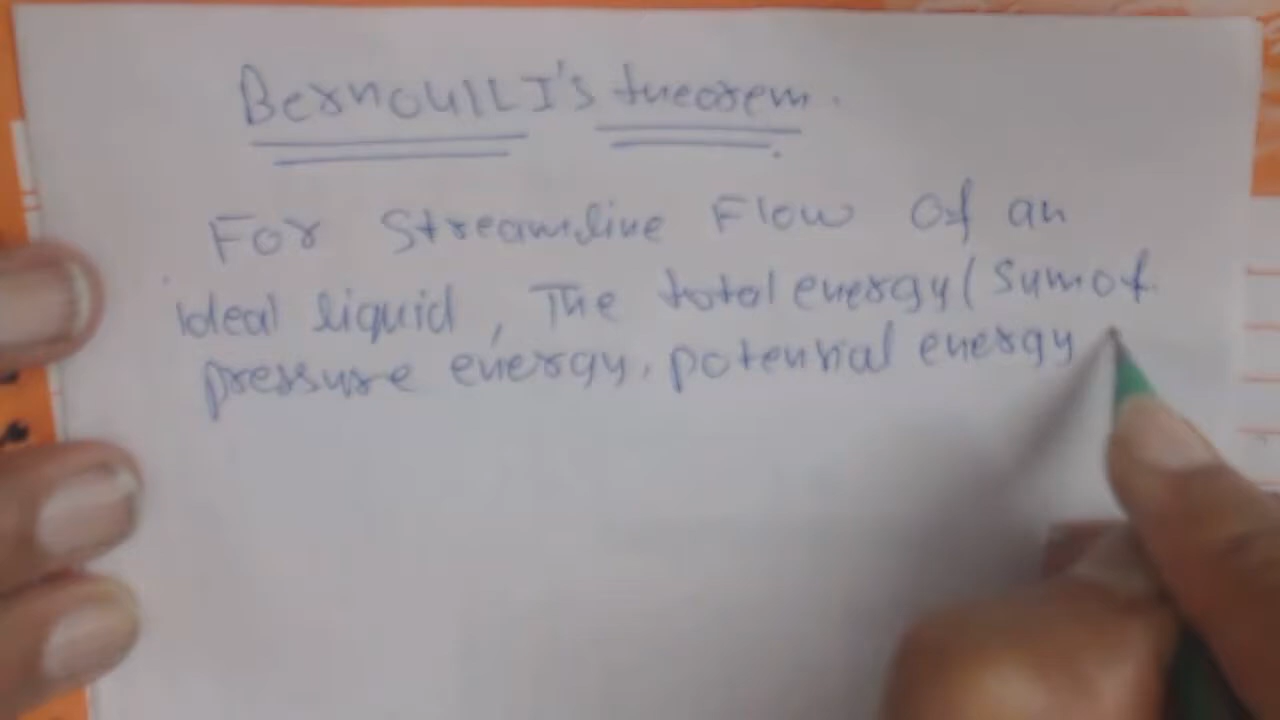 BernoulLI's theorem.
For Streamline Flow Of an
ideal liquid, The total energy (Sum of
pressure energy, potential energy